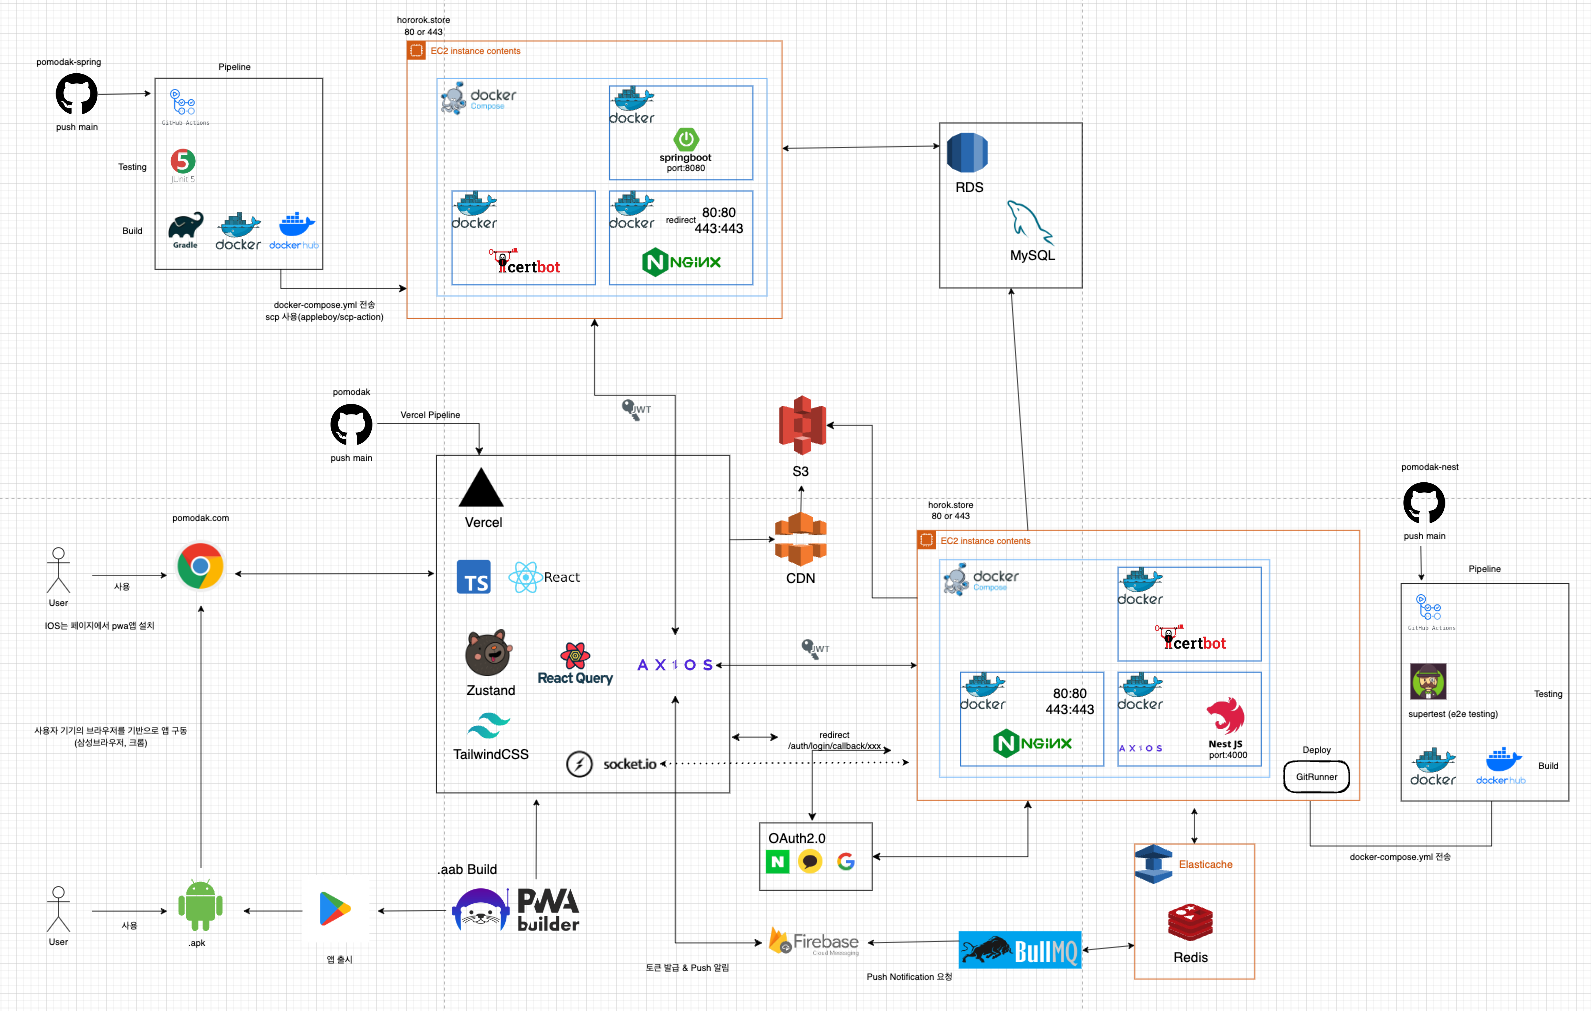 hororok.store
80 or 443
EC2 instance contents
pomodak-spring
push main
Pipeline
GitHub Actions
Testing
5
JUnit 5
Build
Gradle
docker
dockerhub
docker-compose.yml 전송
scp 사용(appleboy/scp-action)
docker
Compose
docker
springboot
port:8080
docker
certbot
docker
redirect
80:80
443:443
NGINX
RDS
MySQL
JWT
pomodak
push main
Vercel Pipeline
Vercel
TS
React
Zustand
React Query
AXIOS
TailwindCSS
socket.io
S3
CDN
JWT
redirect
/auth/login/callback/xxx
pomodak.com
User
사용
IOS는 페이지에서 pwa앱 설치
사용자 기기의 브라우저를 기반으로 앱 구동
(삼성브라우저, 크롬)
User
사용
.apk
앱 출시
.aab Build
PWA
builder
horok.store
80 or 443
EC2 instance contents
docker
Compose
docker
certbot
docker
80:80
443:443
NGINX
docker
AXIOS
Nest JS
port:4000
Deploy
GitRunner
pomodak-nest
push main
Pipeline
GitHub Actions
Testing
supertest (e2e testing)
docker
dockerhub
Build
docker-compose.yml 전송
OAuth2.0
N
G
Elasticache
Redis
Firebase
Cloud Messaging
BullMQ
토큰 발급 & Push 알림
Push Notification 요청